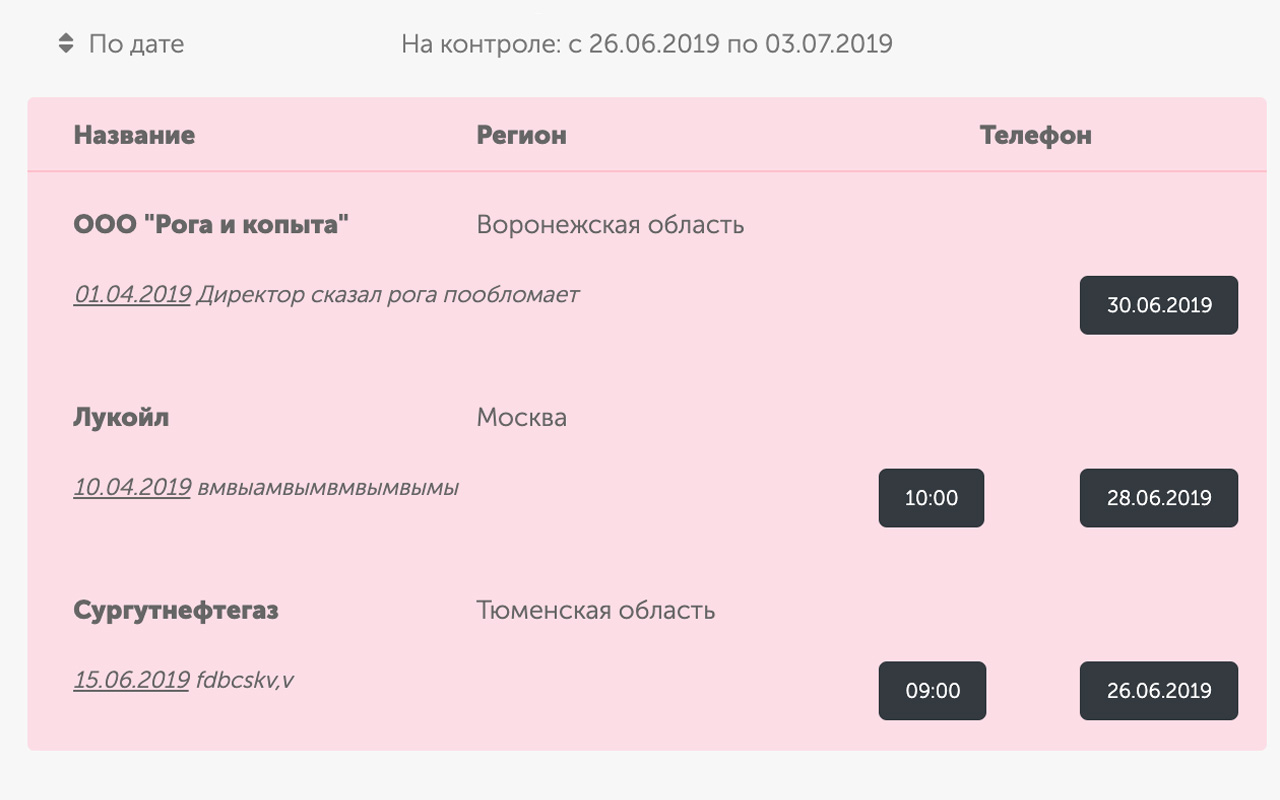 По дате На контроле: с 26.06.2019 по 03.07.2019
Название Регион Телефон
ООО "Рога и копыта" Воронежская область
01.04.2019 Директор сказал рога пообломает 30.06.2019
Лукойл Москва
10.04.2019 вмвыамвымвмвымвымы 10:00 28.06.2019
Сургутнефтегаз Тюменская область
15.06.2019 fdbcskv,v 09:00 26.06.2019